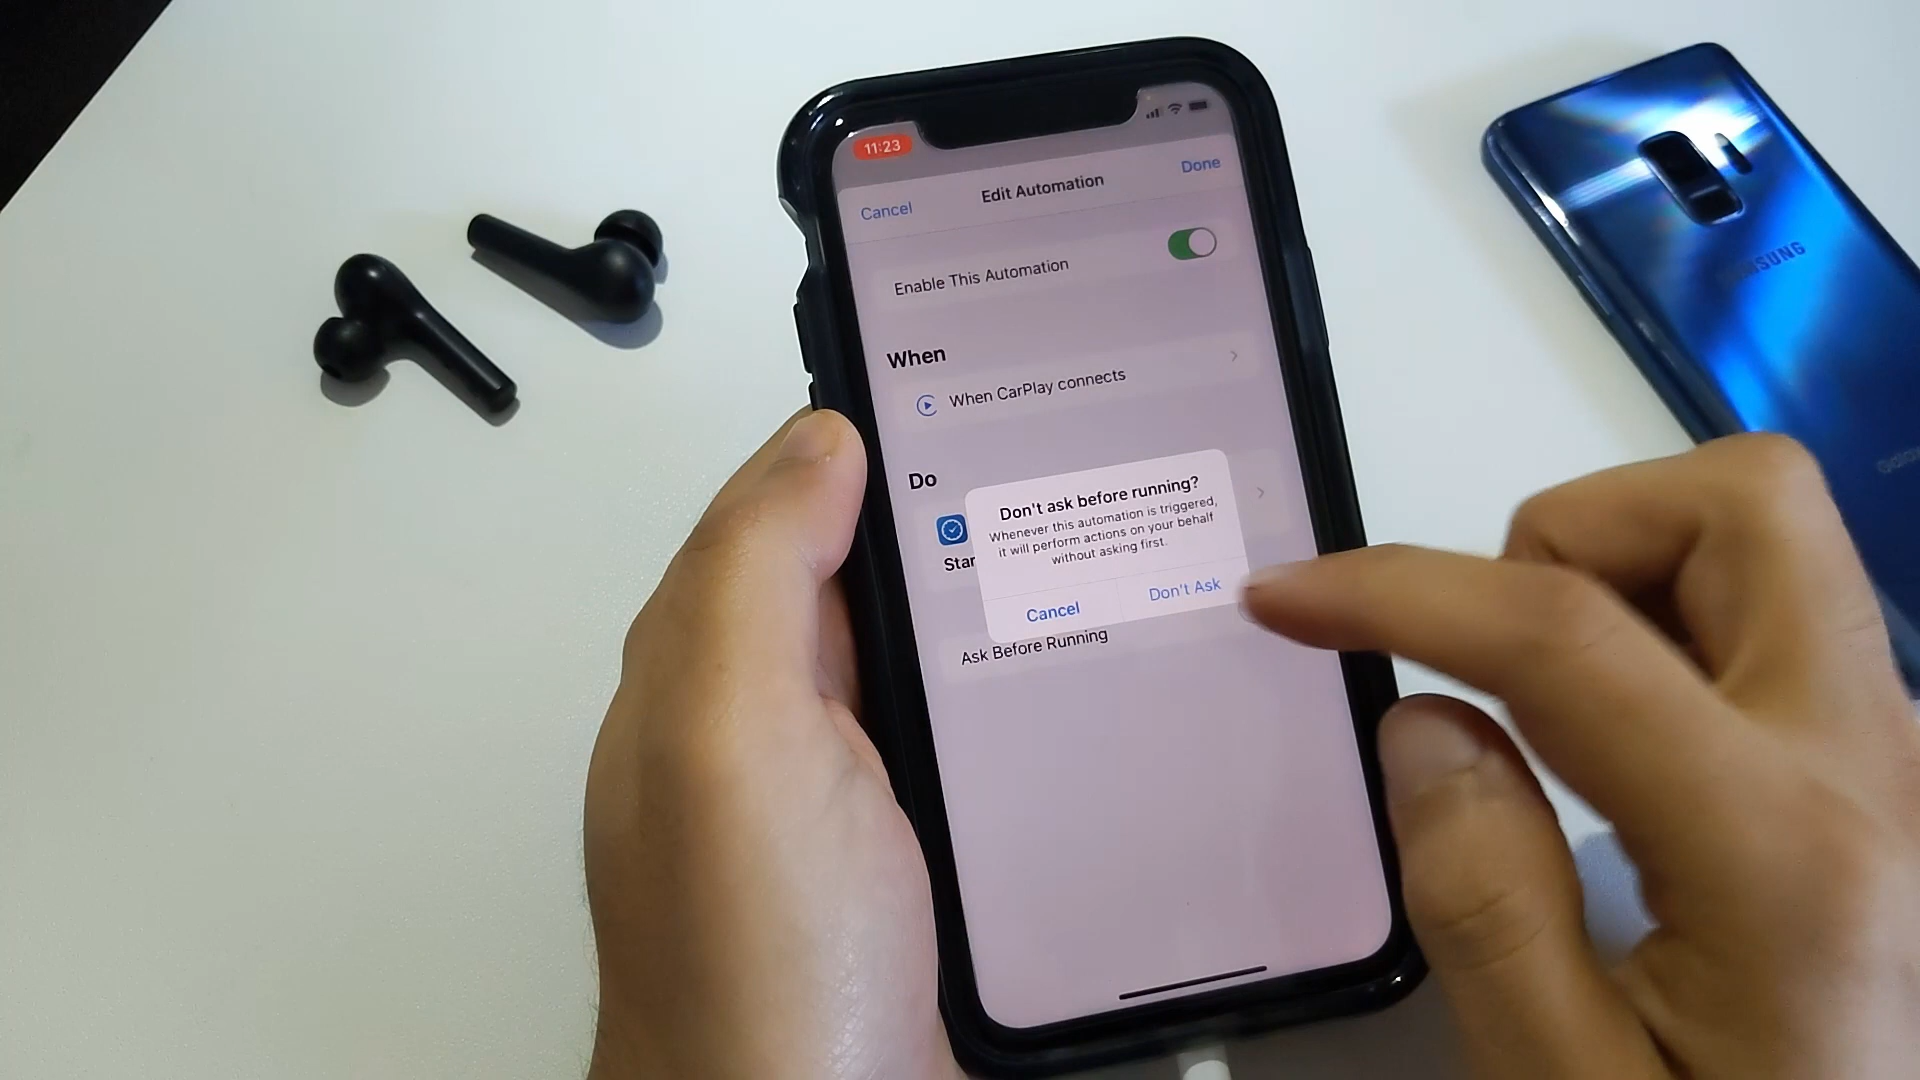 11:23
Cancel
Edit Automation
Done
Enable This Automation
When
When CarPlay connects
Do
Star
Don't ask before running?
Whenever this automation is triggered,
it will perform actions on your behalf
without asking first.
Cancel
Don't Ask
Ask Before Running
SAMSUNG